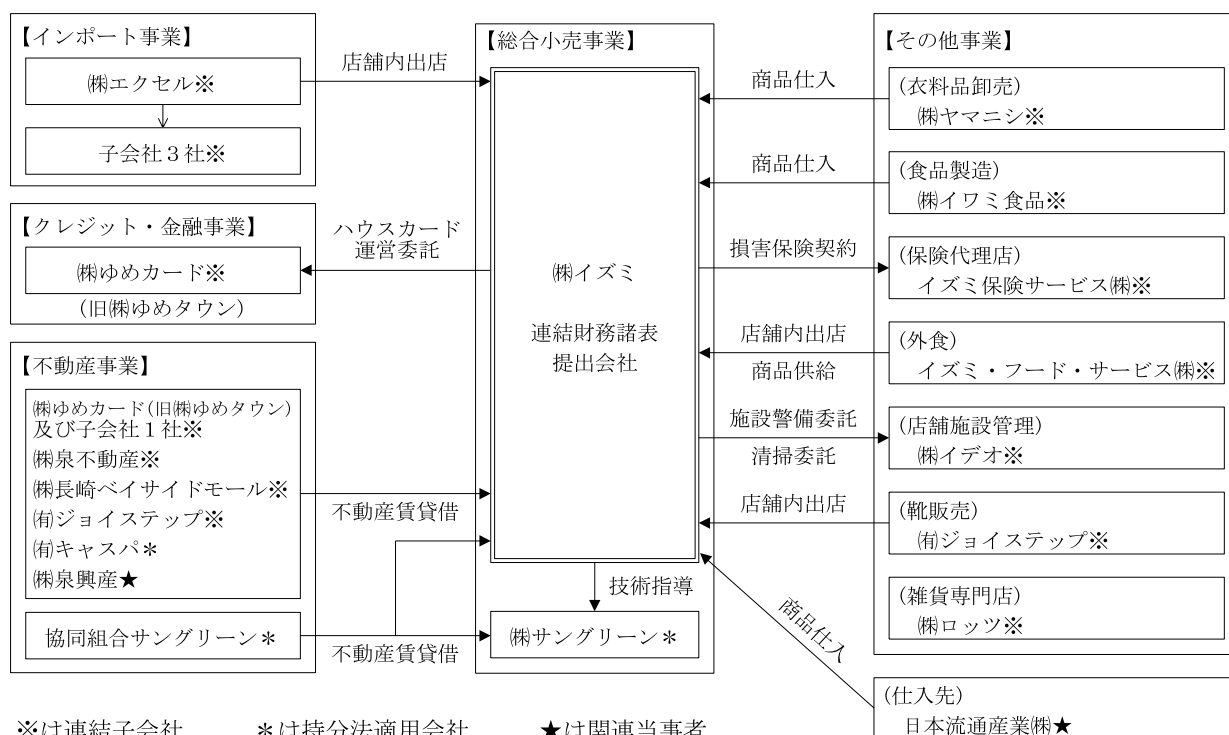 【インポート事業】
㈱エクセル※
子会社３社※
店舗内出店
【クレジット・金融事業】
㈱ゆめカード※
(旧㈱ゆめタウン)
ハウスカード
運営委託
【不動産事業】
㈱ゆめカード(旧㈱ゆめタウン)
及び子会社１社※
㈱泉不動産※
㈱長崎ベイサイドモール※
㈲ジョイステップ※
㈲キャスパ＊
㈱泉興産★
協同組合サングリーン＊
不動産賃貸借
不動産賃貸借
【総合小売事業】
㈱イズミ
連結財務諸表
提出会社
技術指導
㈱サングリーン＊
商品仕入
商品仕入
損害保険契約
店舗内出店
商品供給
施設警備委託
清掃委託
店舗内出店
商品仕入
【その他事業】
(衣料品卸売)
㈱ヤマニシ※
(食品製造)
㈱イワミ食品※
(保険代理店)
イズミ保険サービス㈱※
(外食)
イズミ・フード・サービス㈱※
(店舗施設管理)
㈱イデオ※
(靴販売)
㈲ジョイステップ※
(雑貨専門店)
㈱ロッツ※
(仕入先)
日本流通産業㈱★
※は連結子会社　＊は持分法適用会社　★は関連当事者